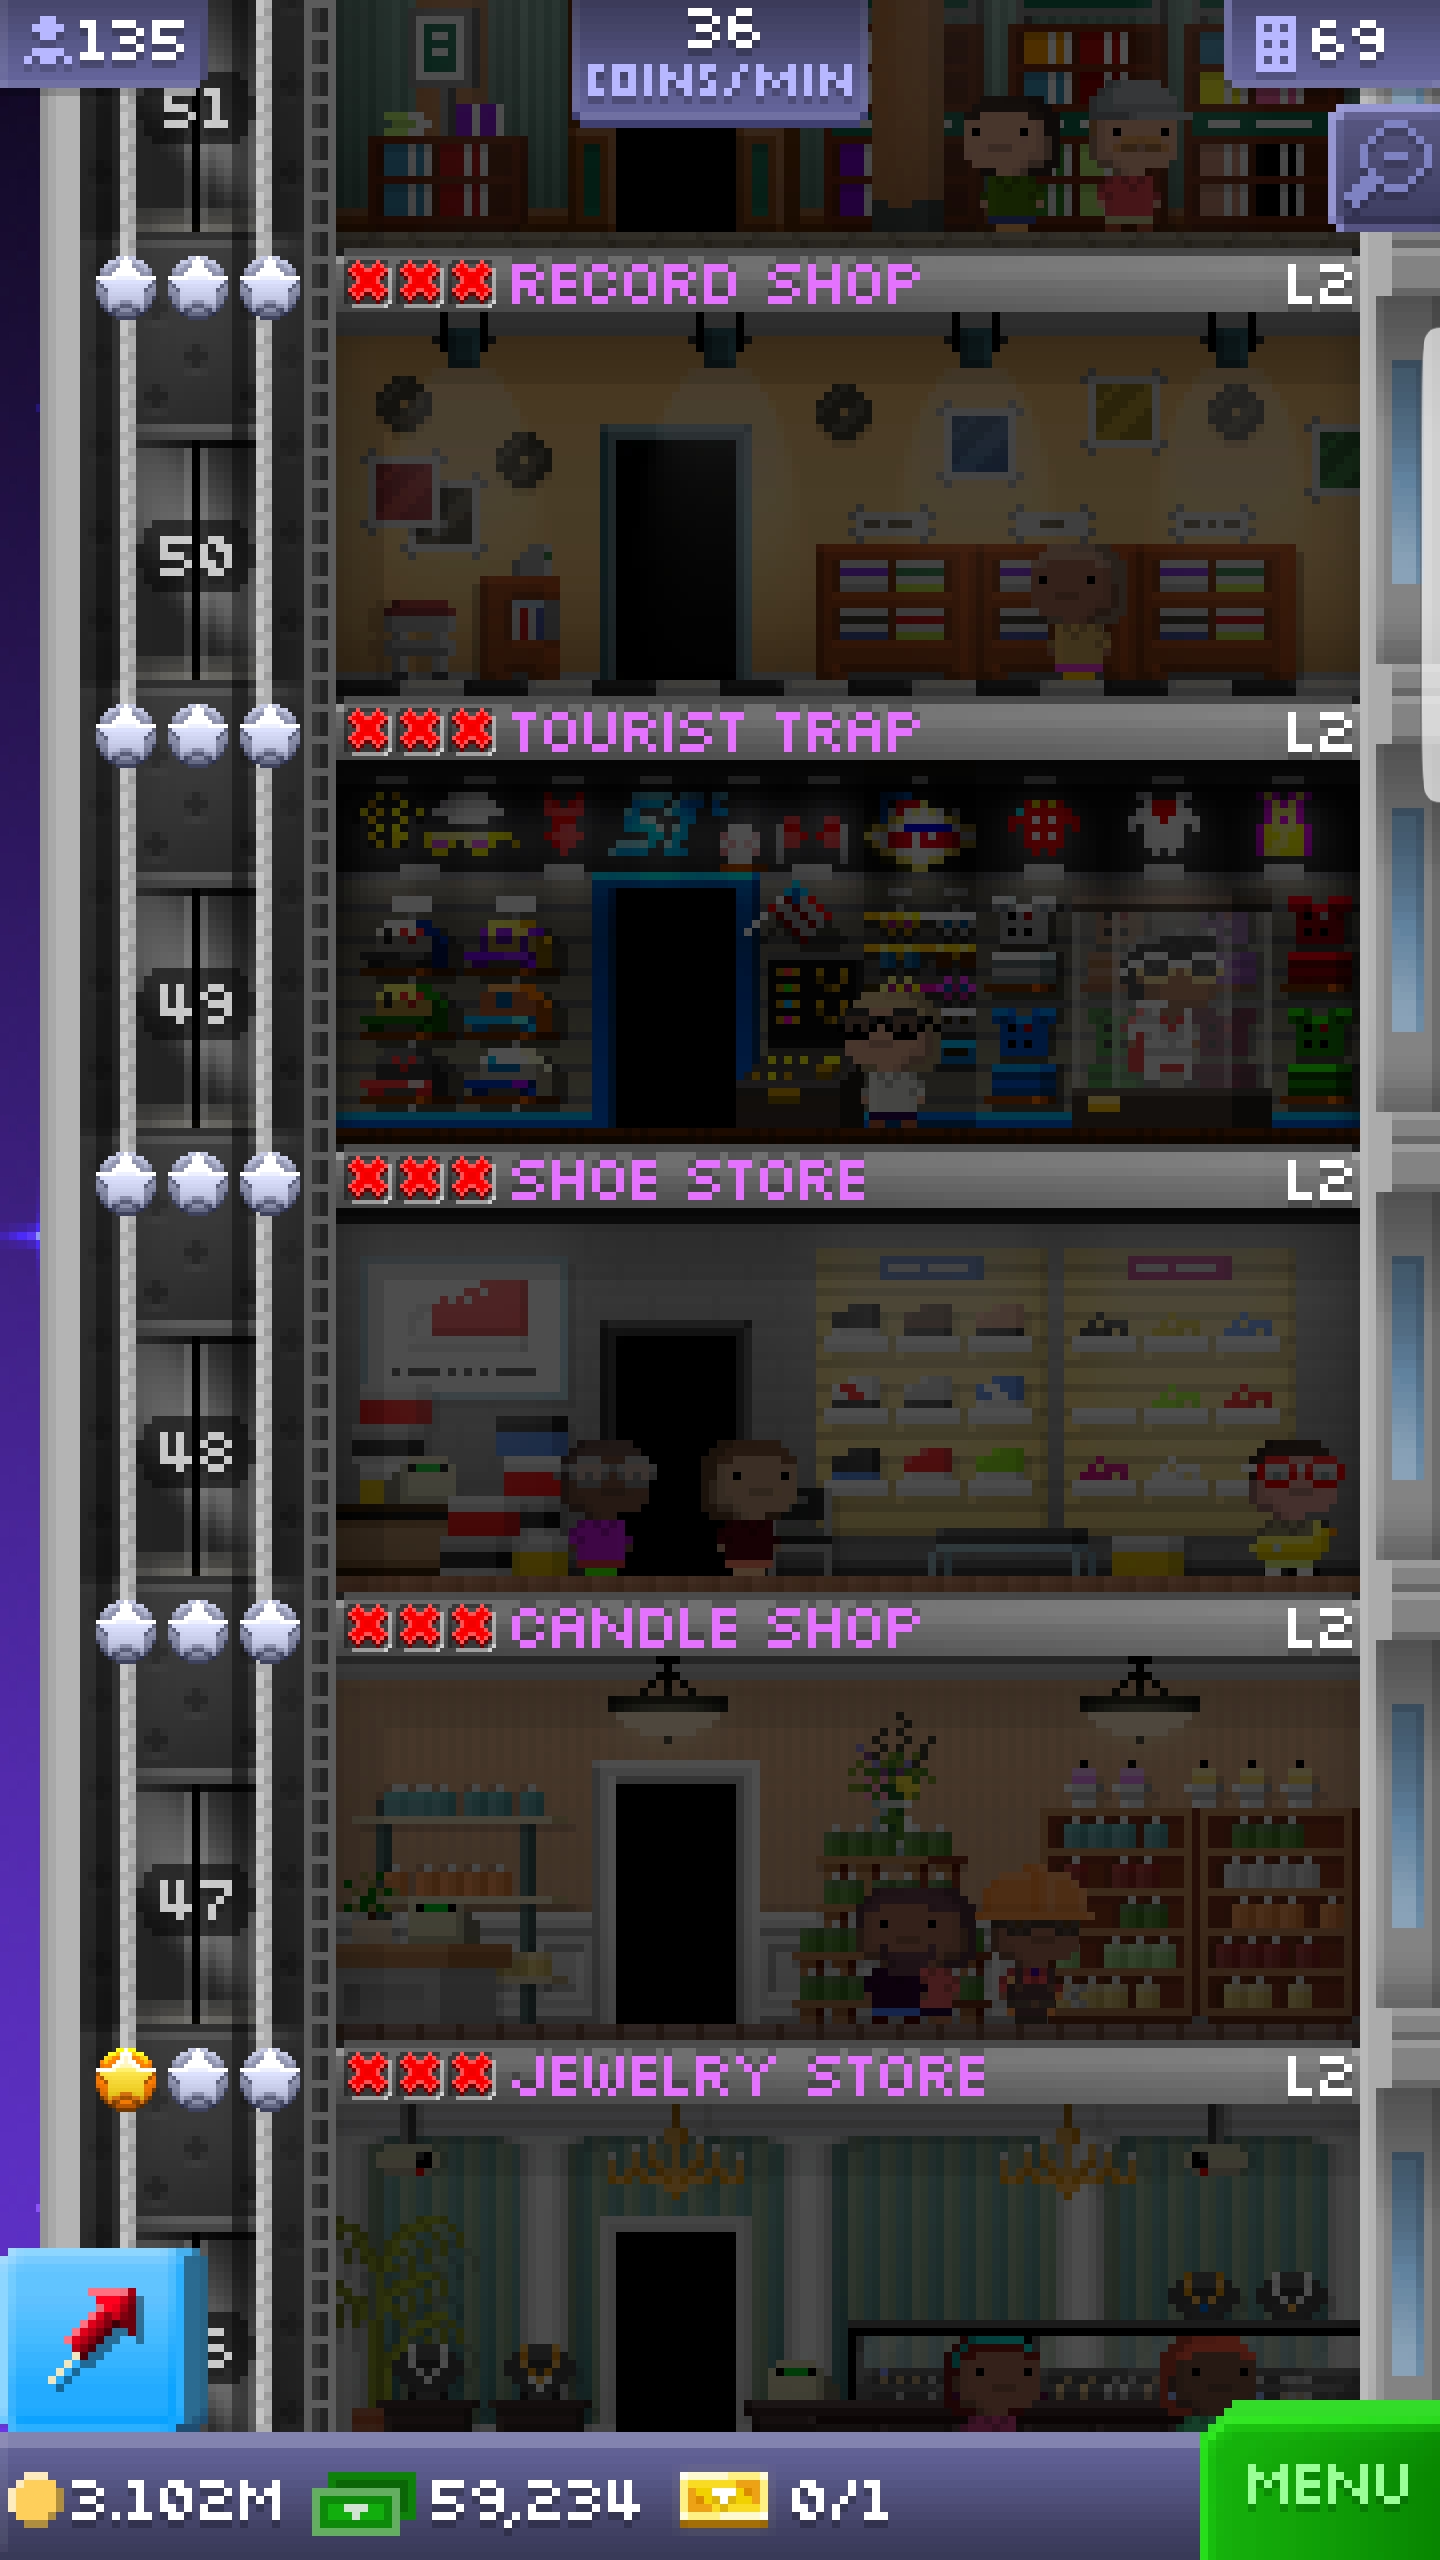 135
36
COINS/MIN
69
51
RECORD SHOP L2
50
TOURIST TRAP L2
49
SHOE STORE L2
48
CANDLE SHOP L2
47
JEWELRY STORE L2
3.102M 59,234 0/1 MENU